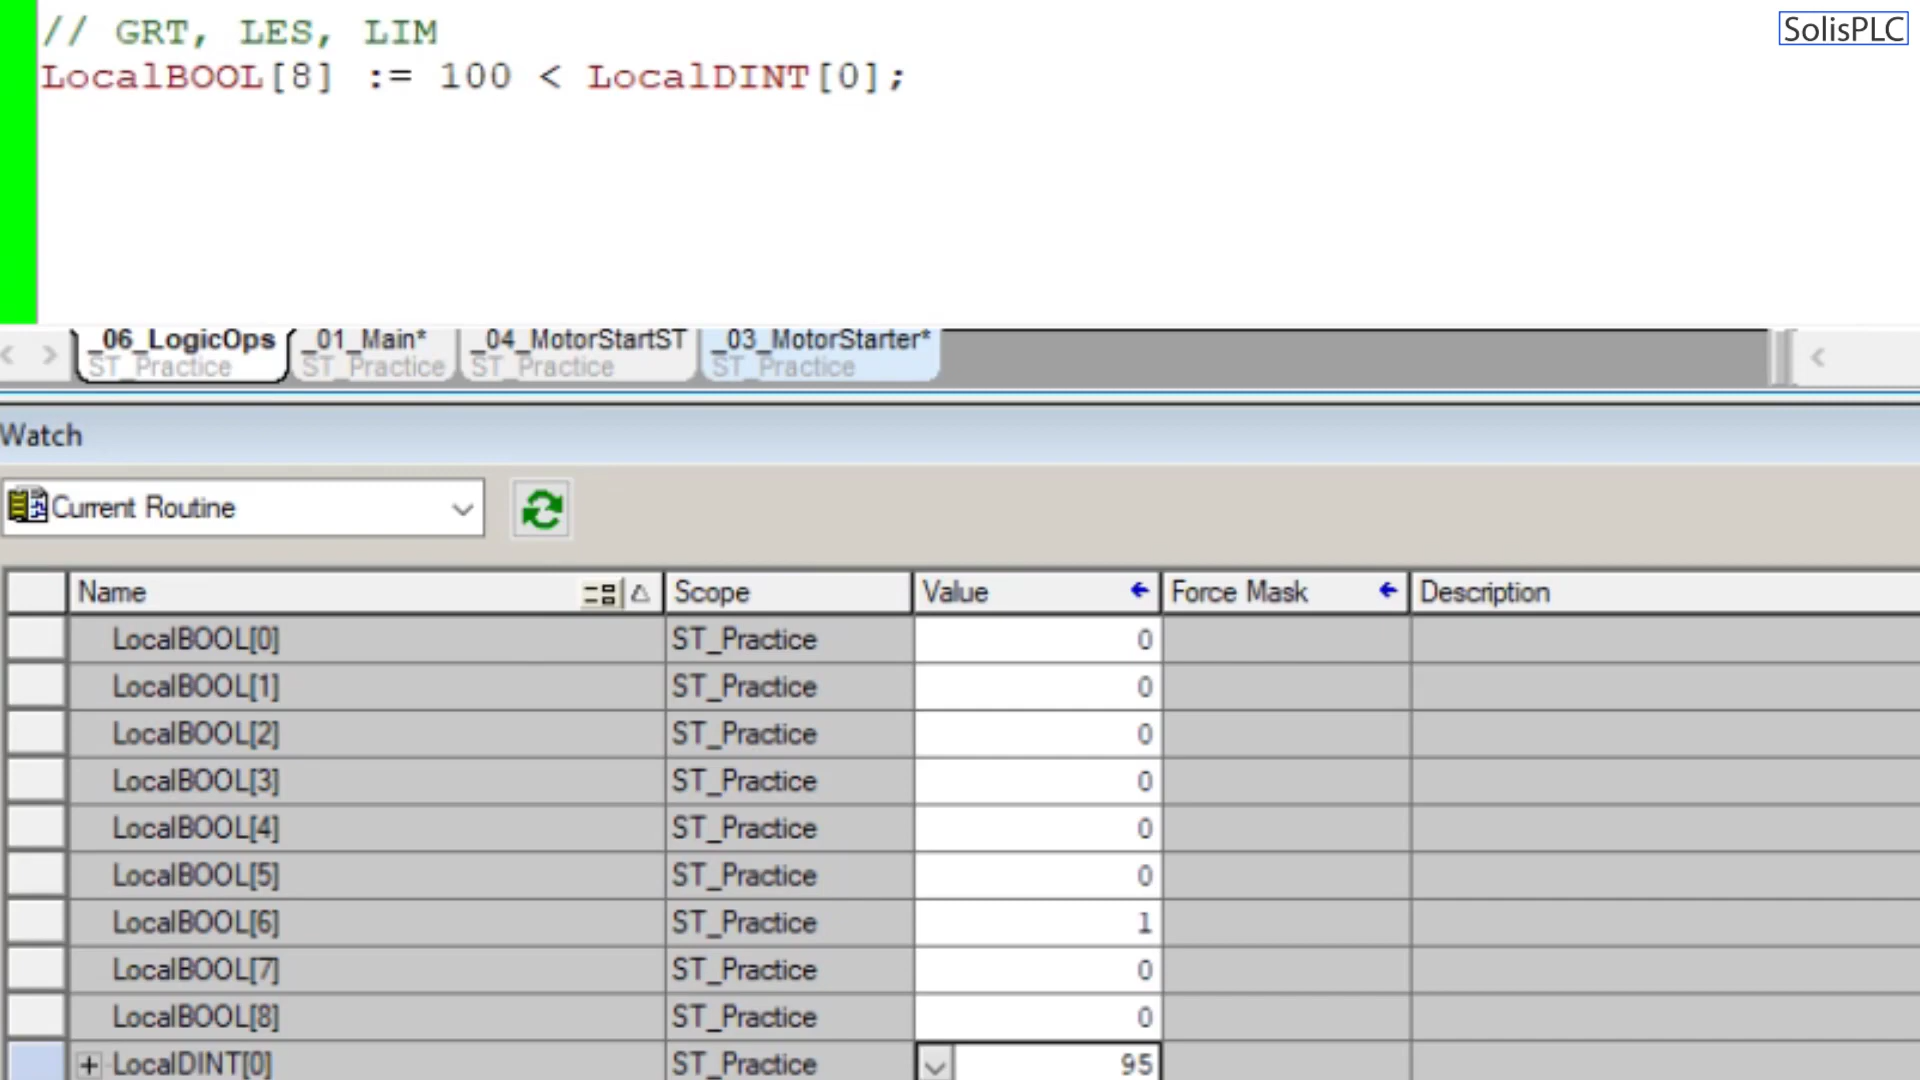 // GRT, LES, LIM
SolisPLC
LocalBOOL[8] := 100 < LocalDINT[0];
_06_LogicOps _01_Main* _04_MotorStartST _03_MotorStarter*
ST_Practice ST_Practice ST_Practice ST_Practice
Watch
Current Routine
Name Scope Value Force Mask Description
LocalBOOL[0] ST_Practice 0
LocalBOOL[1] ST_Practice 0
LocalBOOL[2] ST_Practice 0
LocalBOOL[3] ST_Practice 0
LocalBOOL[4] ST_Practice 0
LocalBOOL[5] ST_Practice 0
LocalBOOL[6] ST_Practice 1
LocalBOOL[7] ST_Practice 0
LocalBOOL[8] ST_Practice 0
LocalDINT[0] ST_Practice 95